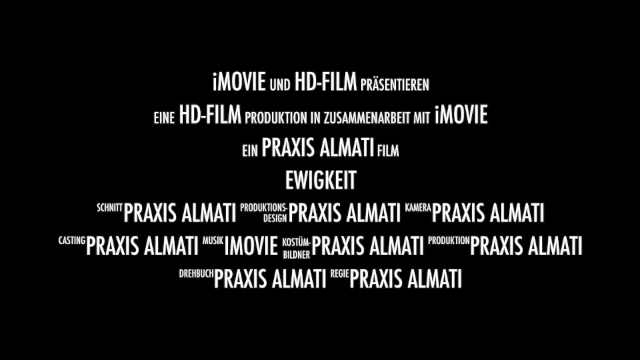 iMOVIE UND HD-FILM PRÄSENTIEREN
EINE HD-FILM PRODUKTION IN ZUSAMMENARBEIT MIT iMOVIE
EIN PRAXIS ALMATI FILM
EWIGKEIT
SCHNITT PRAXIS ALMATI PRODUKTIONS-DESIGN PRAXIS ALMATI KAMERA PRAXIS ALMATI
CASTING PRAXIS ALMATI MUSIK IMOVIE KOSTÜM-BILDNER PRAXIS ALMATI PRODUKTION PRAXIS ALMATI
DREHBUCH PRAXIS ALMATI REGIE PRAXIS ALMATI